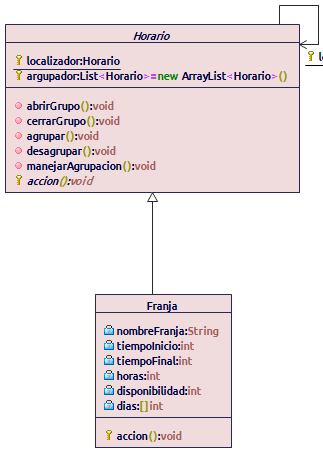 Horario
localizador:Horario
argupador:List<Horario>=new ArrayList<Horario>()
abrirGrupo():void
cerrarGrupo():void
agrupar():void
desagrupar():void
manejarAgrupacion():void
accion():void
Franja
nombreFranja:String
tiempoInicio:int
tiempoFinal:int
horas:int
disponibilidad:int
dias:[]int
accion():void